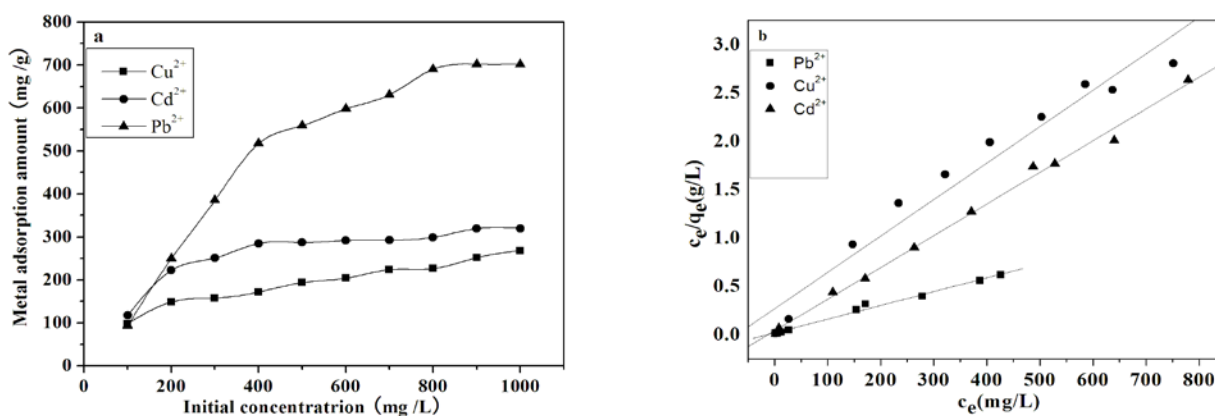 a
Cu2+
Cd2+
Pb2+
Metal adsorption amount (mg /g)
800
700
600
500
400
300
200
100
0
0 200 400 600 800 1000
Initial concentratrion (mg /L)
b
Pb2+
Cu2+
Cd2+
ce/qe(g/L)
3.0
2.5
2.0
1.5
1.0
0.5
0.0
0 100 200 300 400 500 600 700 800
ce(mg/L)